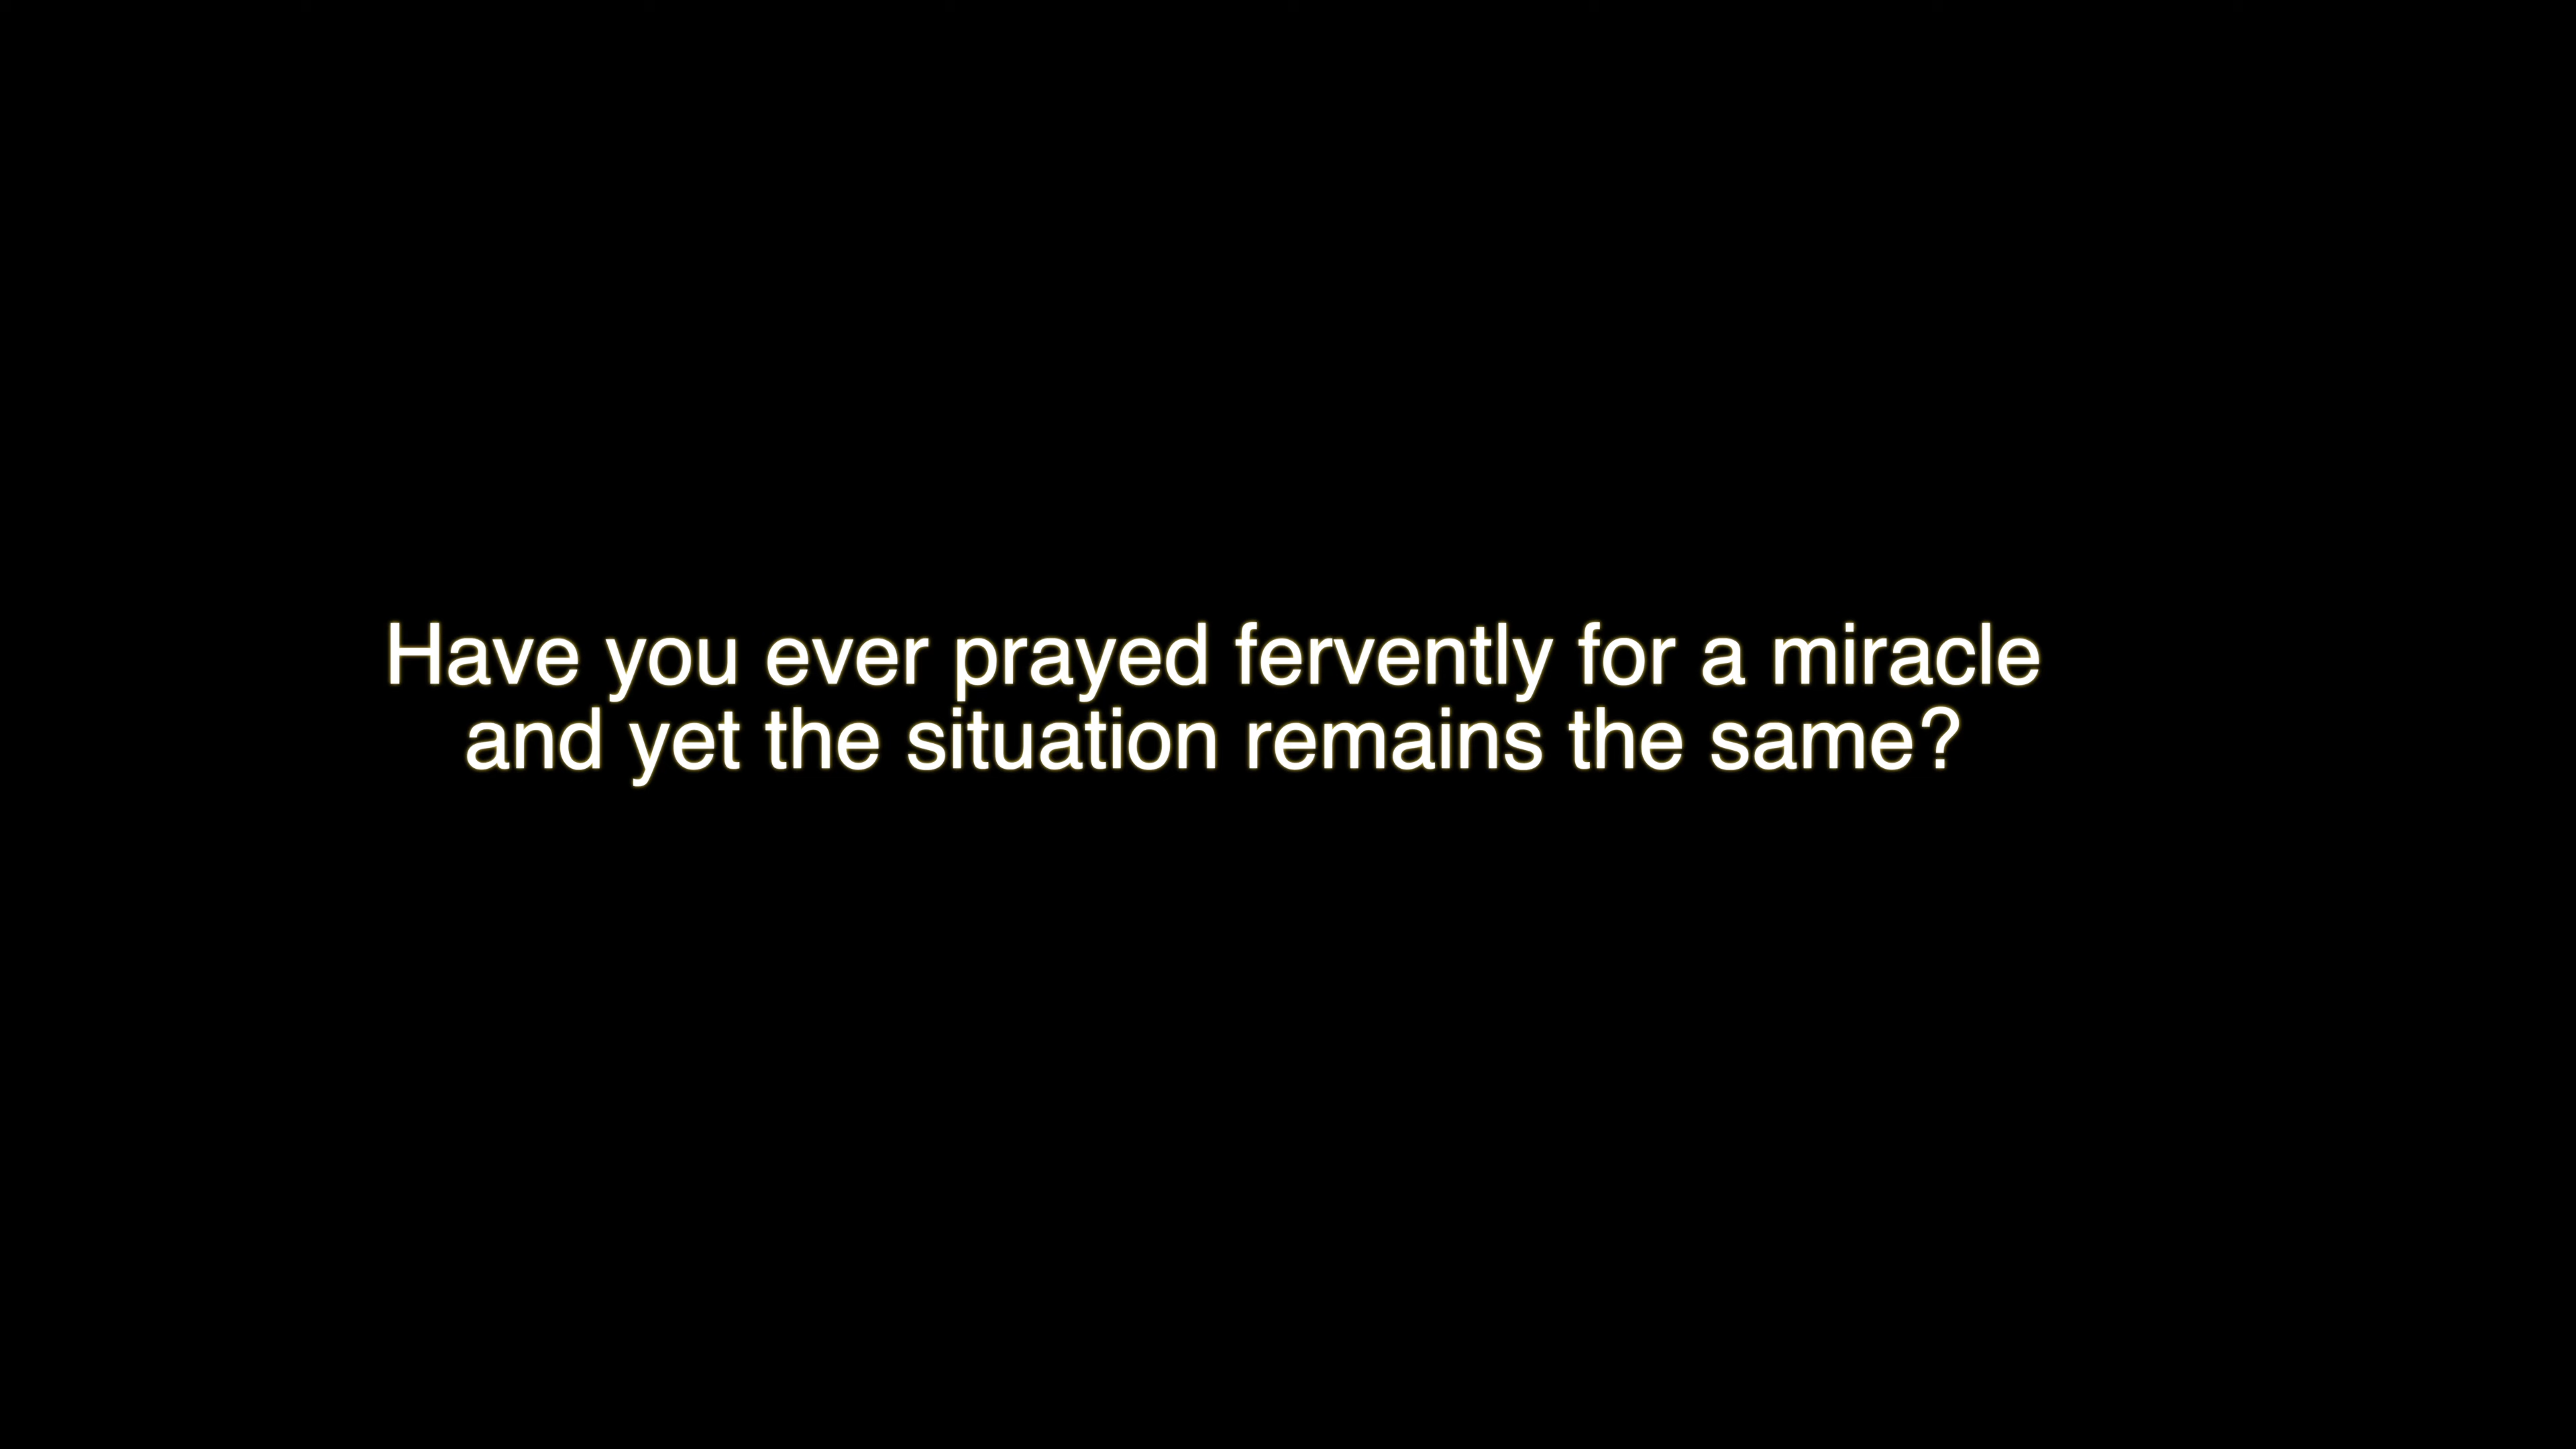 Have you ever prayed fervently for a miracle
and yet the situation remains the same?